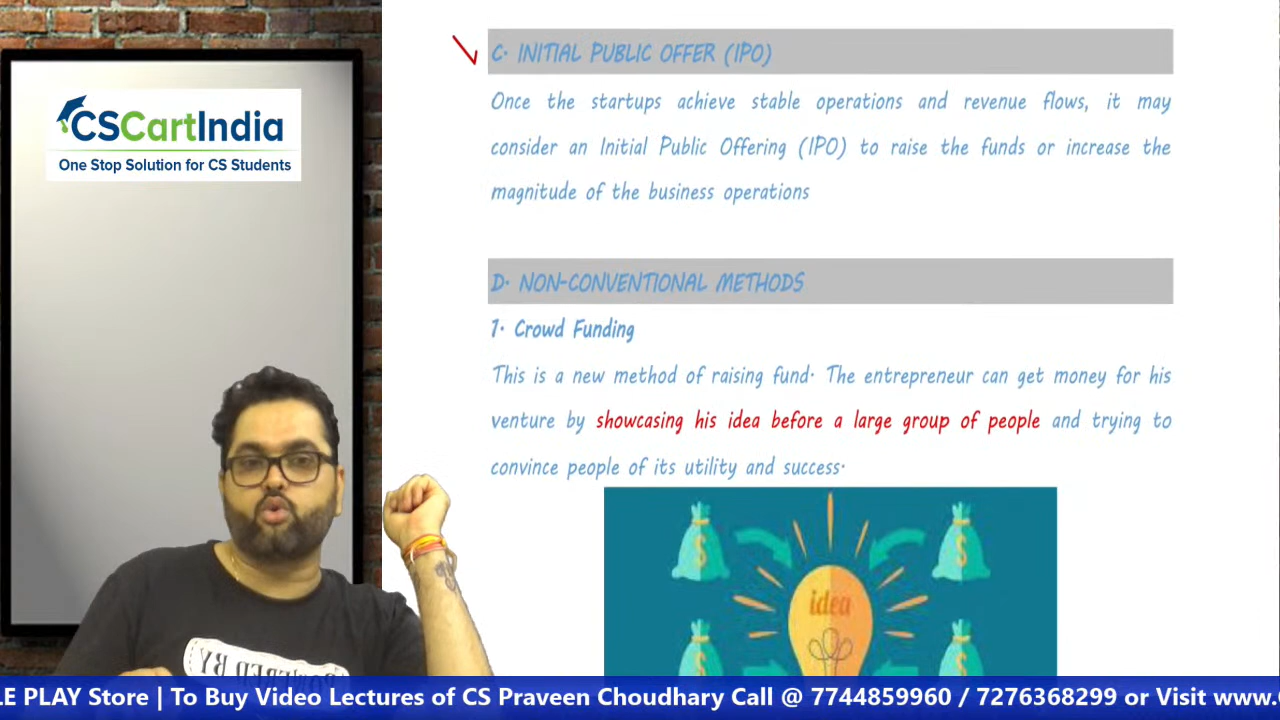 CSCartIndia
One Stop Solution for CS Students
C. INITIAL PUBLIC OFFER (IPO)
Once the startups achieve stable operations and revenue flows, it may
consider an Initial Public Offering (IPO) to raise the funds or increase the
magnitude of the business operations
D. NON-CONVENTIONAL METHODS
1. Crowd Funding
This is a new method of raising fund. The entrepreneur can get money for his
venture by showcasing his idea before a large group of people and trying to
convince people of its utility and success.
idea
POWERED BY
LE PLAY Store | To Buy Video Lectures of CS Praveen Choudhary Call @ 7744859960 / 7276368299 or Visit www.